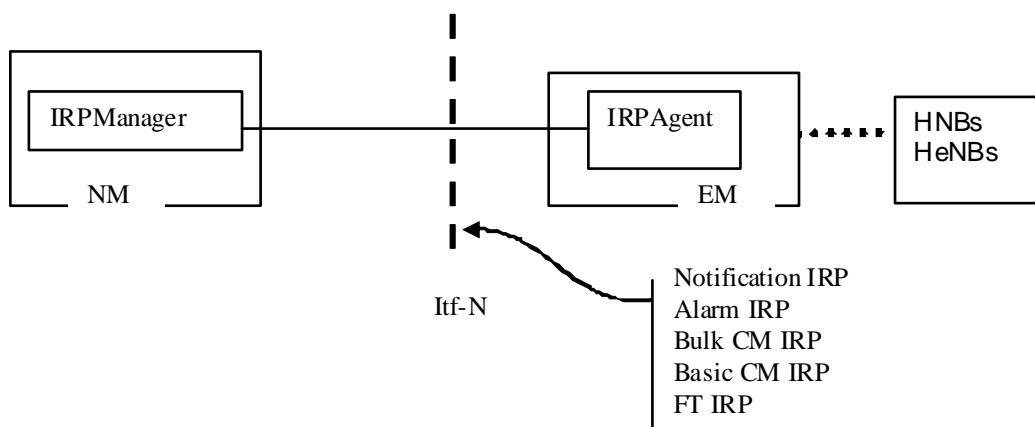 IRPManager
NM
IRPAgent
EM
HNBs
HeNBs
Itf-N
Notification IRP
Alarm IRP
Bulk CM IRP
Basic CM IRP
FT IRP